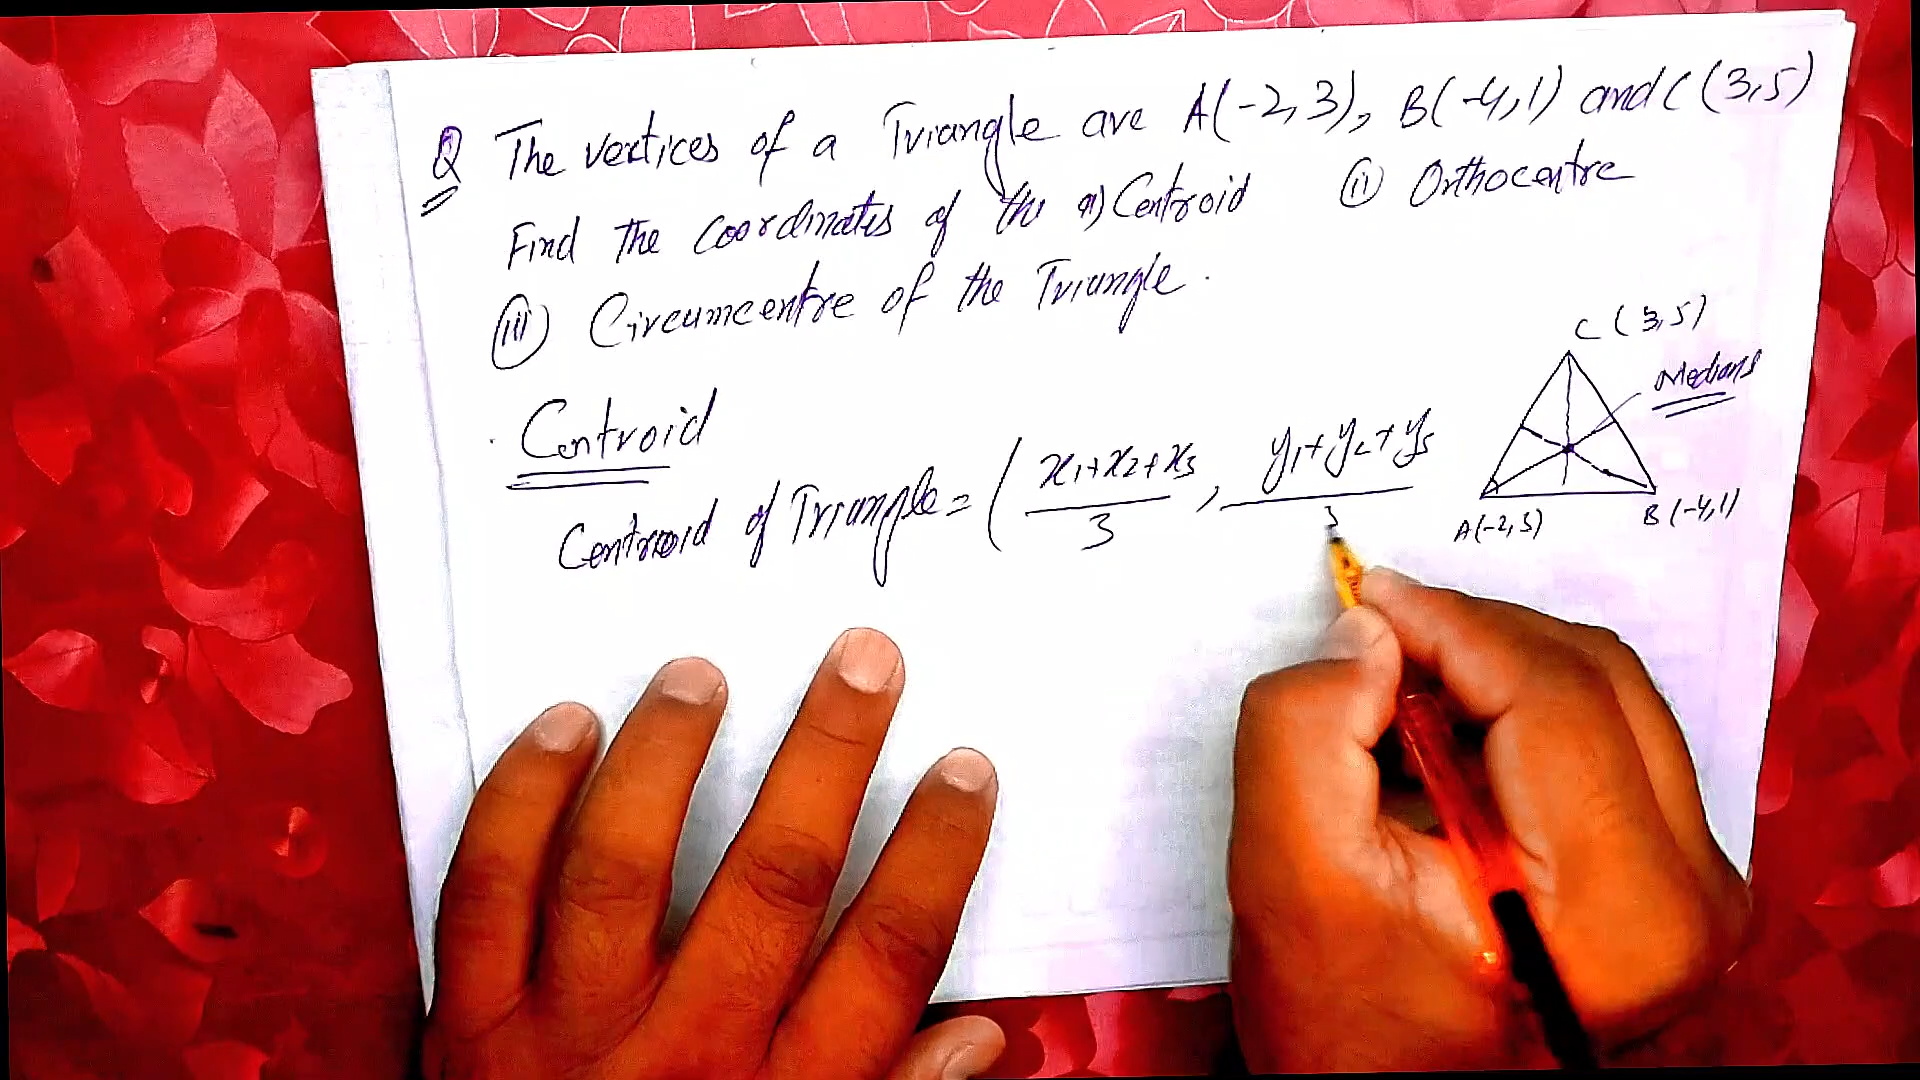 Q The vertices of a Triangle are A(-2,3), B(-4,1) and C(3,5)
Find The coordinates of the a) Centroid (ii) Orthocentre
(iii) Circumcentre of the Triangle.
Centroid
Centroid of Triangle = ( x₁+x₂+x₃ / 3 , y₁+y₂+y₃ / 3
C (3,5)
Medians
A(-2,3)
B (-4,1)